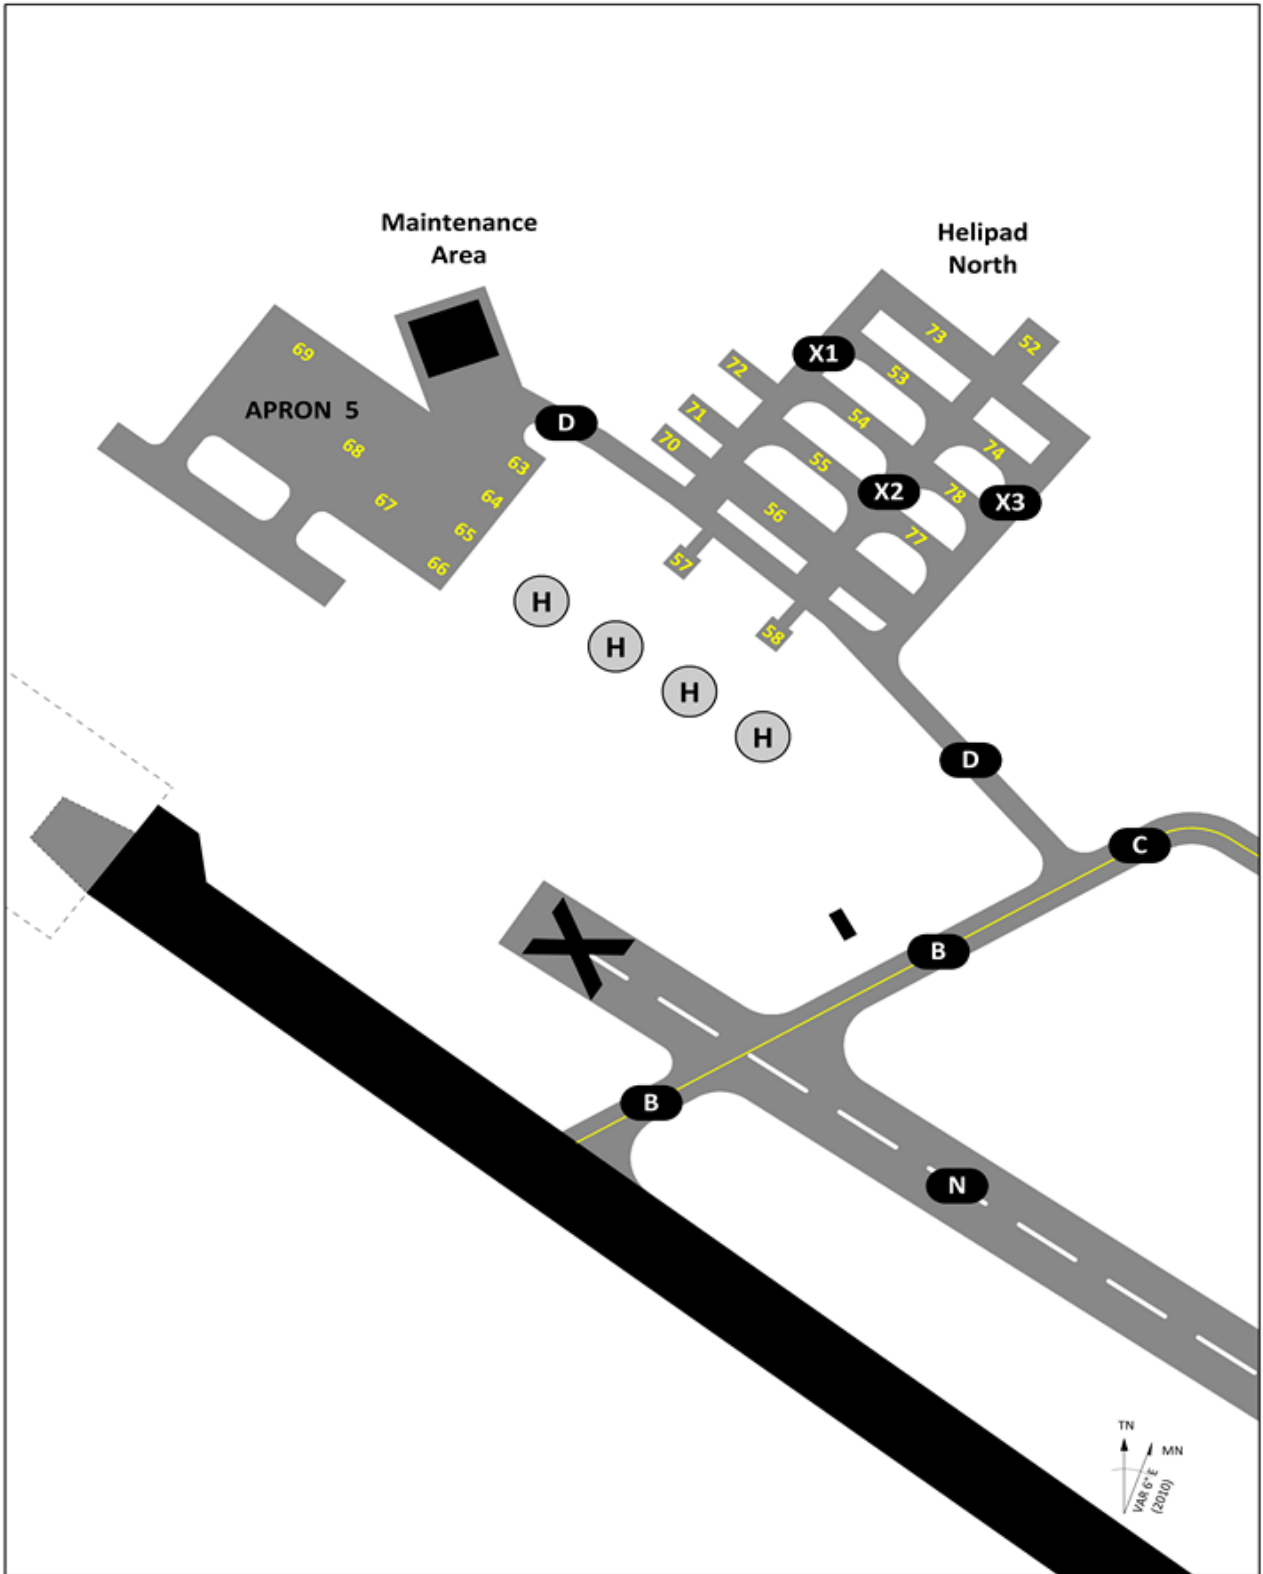 Maintenance
Area
Helipad
North
69
APRON  5
68
67
63
64
65
66
D
72
71
70
X1
73
52
53
54
55
56
74
78
77
X2
X3
57
58
H
H
H
H
D
C
B
B
N
TN
MN
VAR 6° E
(2010)